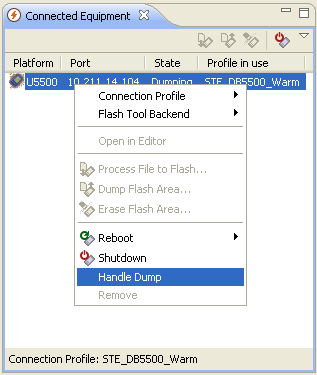 Connected Equipment
Platform Port State Profile in use
U5500 10.211.14.104 Dumping STE_DB5500_Warm
Connection Profile
Flash Tool Backend
Open in Editor
Process File to Flash...
Dump Flash Area...
Erase Flash Area...
Reboot
Shutdown
Handle Dump
Remove
Connection Profile: STE_DB5500_Warm